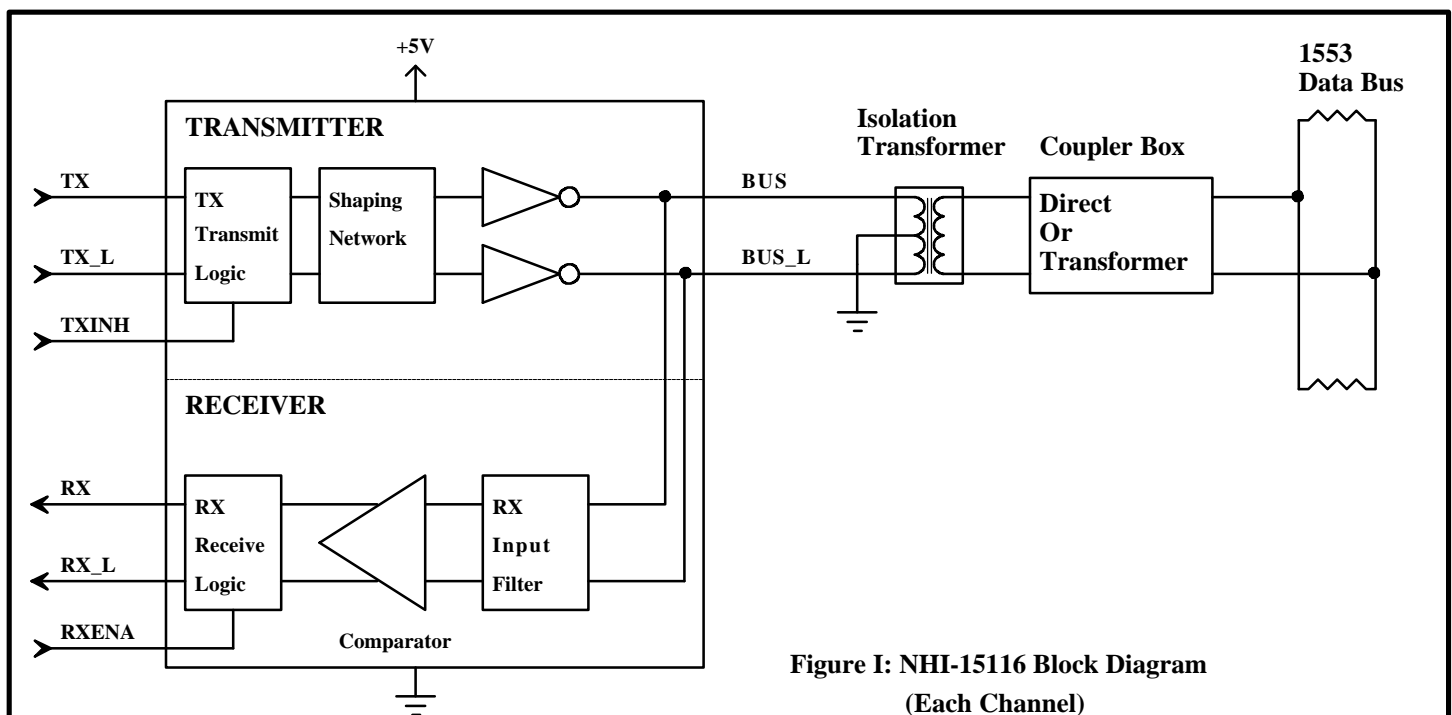 +5V
1553
Data Bus
TRANSMITTER
Isolation
Transformer
Coupler Box
TX
TX
Transmit
Logic
Shaping
Network
BUS
Direct
Or
Transformer
TX_L
BUS_L
TXINH
RECEIVER
RX
RX
Receive
Logic
RX
Input
Filter
RX_L
RXENA
Comparator
Figure I: NHI-15116 Block Diagram
(Each Channel)